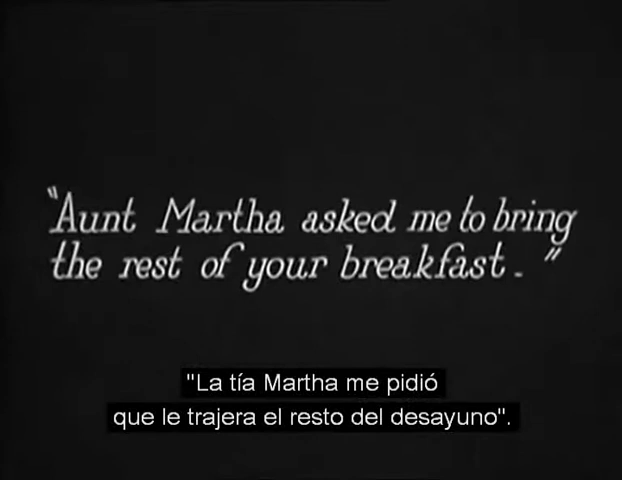 "Aunt Martha asked me to bring
the rest of your breakfast."
"La tía Martha me pidió
que le trajera el resto del desayuno".